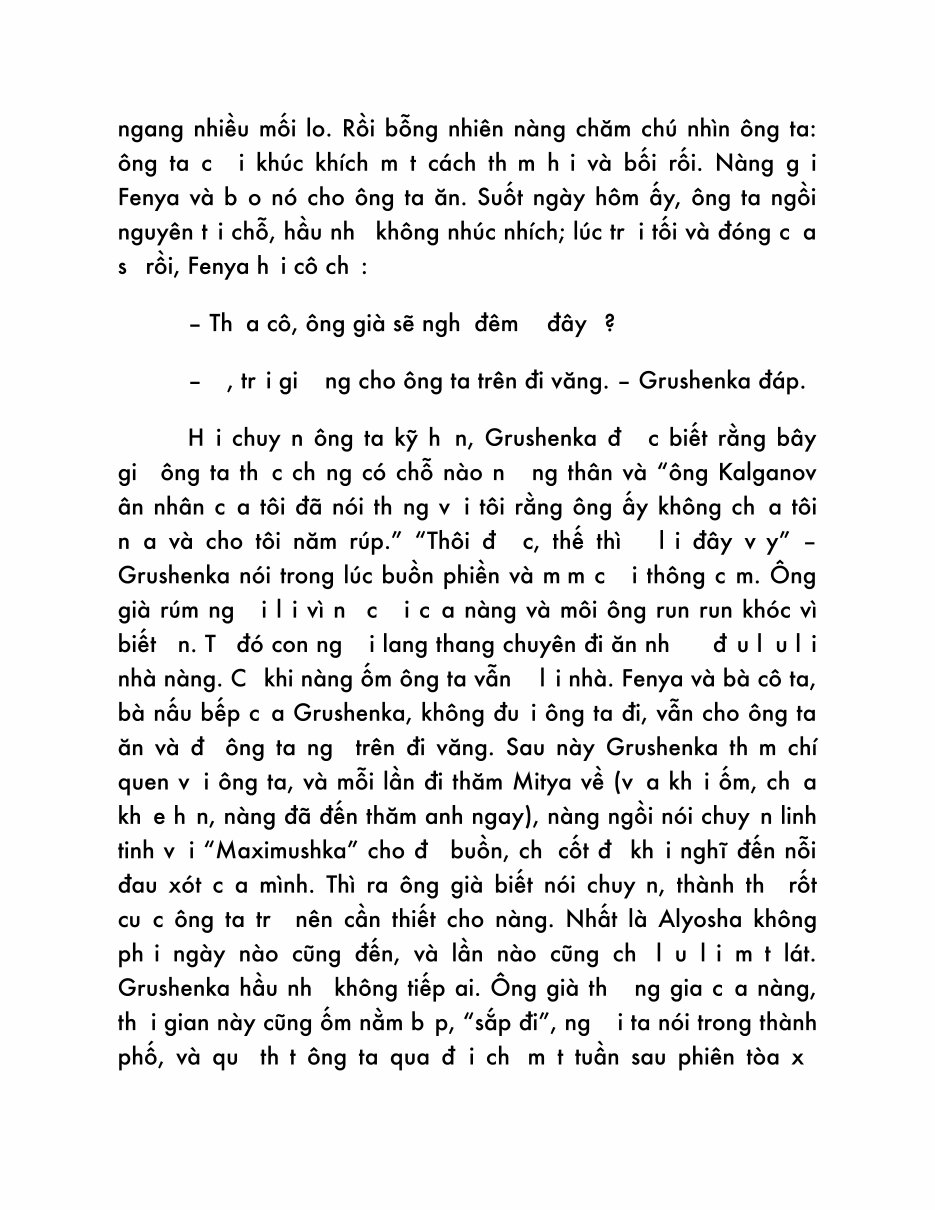 ngang nhiều mối lo. Rồi bỗng nhiên nàng chăm chú nhìn ông ta:
ông ta c i khúc khích m t cách th m h i và bối rối. Nàng g i
Fenya và b o nó cho ông ta ăn. Suốt ngày hôm ấy, ông ta ngồi
nguyên t i chỗ, hầu nh không nhúc nhích; lúc tr i tối và đóng c a
s rồi, Fenya h i cô ch :
– Th a cô, ông già sẽ ngh đêm đây ?
– , tr i gi ng cho ông ta trên đi văng. – Grushenka đáp.
H i chuy n ông ta kỹ h n, Grushenka đ c biết rằng bây
gi ông ta th c ch ng có chỗ nào n ng thân và “ông Kalganov
ân nhân c a tôi đã nói th ng v i tôi rằng ông ấy không ch a tôi
n a và cho tôi năm rúp.” “Thôi đ c, thế thì l i đây v y” –
Grushenka nói trong lúc buồn phiền và m m c i thông c m. Ông
già rúm ng i l i vì n c i c a nàng và môi ông run run khóc vì
biết n. T đó con ng i lang thang chuyên đi ăn nh đ u l u l i
nhà nàng. C khi nàng ốm ông ta vẫn l i nhà. Fenya và bà cô ta,
bà nấu bếp c a Grushenka, không đu i ông ta đi, vẫn cho ông ta
ăn và đ ông ta ng trên đi văng. Sau này Grushenka th m chí
quen v i ông ta, và mỗi lần đi thăm Mitya về (v a kh i ốm, ch a
kh e h n, nàng đã đến thăm anh ngay), nàng ngồi nói chuy n linh
tinh v i “Maximushka” cho đ buồn, ch cốt đ kh i nghĩ đến nỗi
đau xót c a mình. Thì ra ông già biết nói chuy n, thành th rốt
cu c ông ta tr nên cần thiết cho nàng. Nhất là Alyosha không
ph i ngày nào cũng đến, và lần nào cũng ch l u l i m t lát.
Grushenka hầu nh không tiếp ai. Ông già th ng gia c a nàng,
th i gian này cũng ốm nằm b p, “sắp đi”, ng i ta nói trong thành
phố, và qu th t ông ta qua đ i ch m t tuần sau phiên tòa x